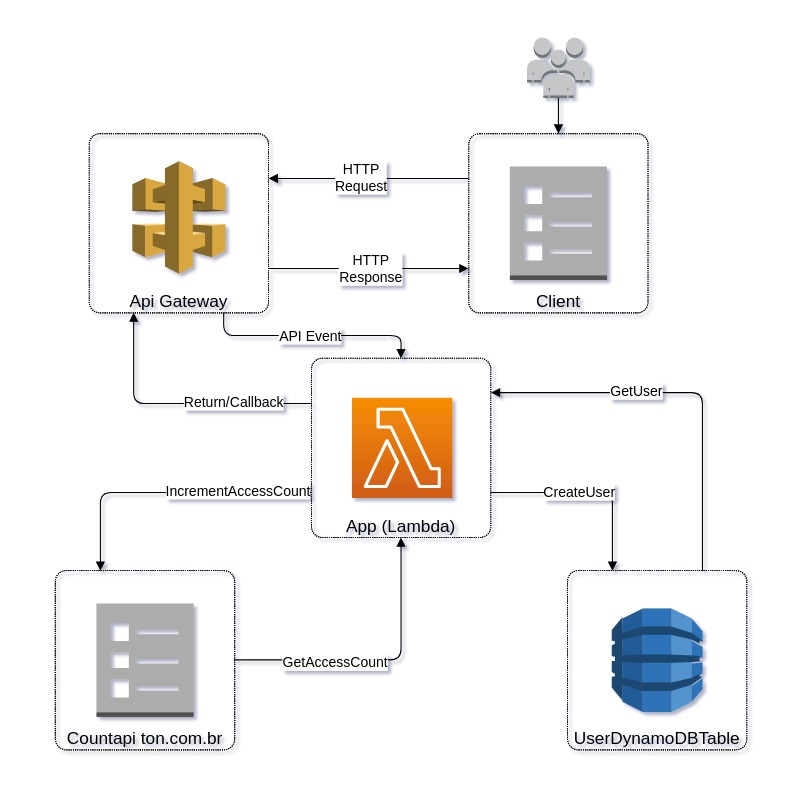 HTTP
Request
HTTP
Response
Api Gateway
Client
API Event
Return/Callback
GetUser
IncrementAccessCount
CreateUser
App (Lambda)
GetAccessCount
Countapi ton.com.br
UserDynamoDBTable